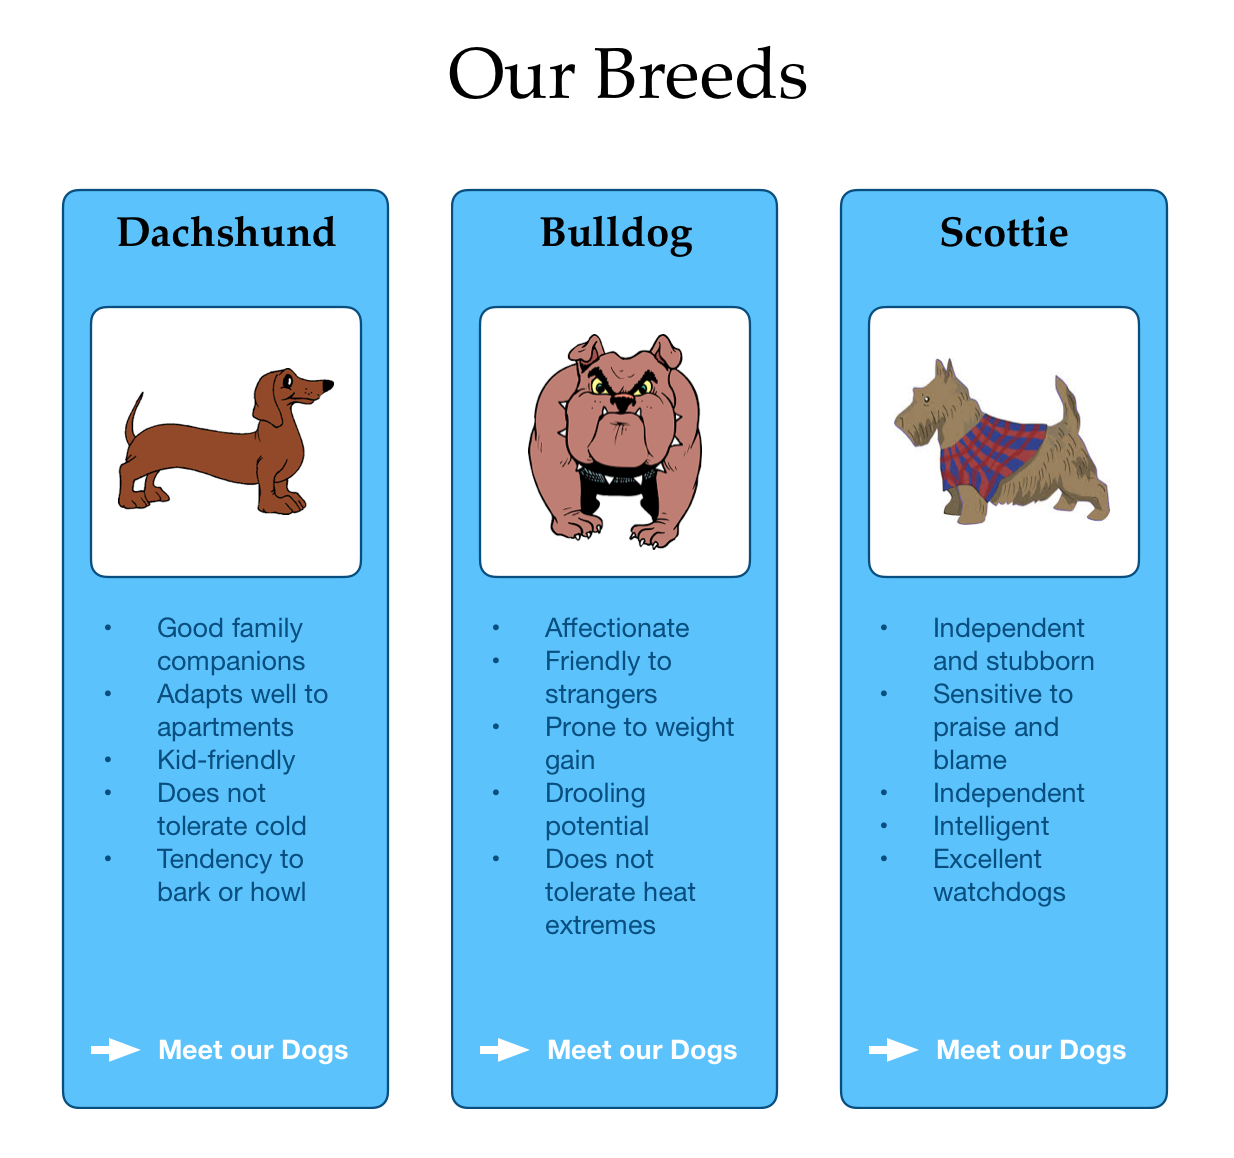 Our Breeds
Dachshund
• Good family
companions
• Adapts well to
apartments
• Kid-friendly
• Does not
tolerate cold
• Tendency to
bark or howl
Meet our Dogs
Bulldog
• Affectionate
• Friendly to
strangers
• Prone to weight
gain
• Drooling
potential
• Does not
tolerate heat
extremes
Meet our Dogs
Scottie
• Independent
and stubborn
• Sensitive to
praise and
blame
• Independent
• Intelligent
• Excellent
watchdogs
Meet our Dogs